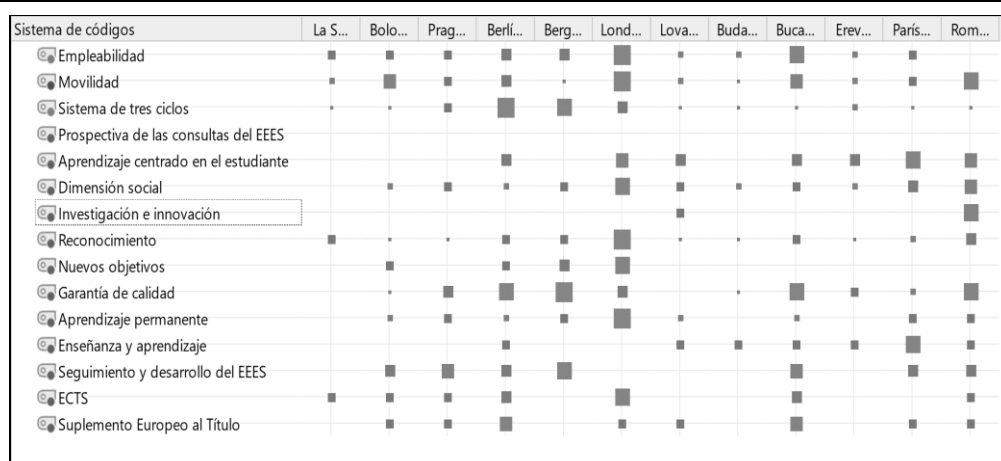 Sistema de códigos La S... Bolo... Prag... Berlí... Berg... Lond... Lova... Buda... Buca... Erev... París... Rom...
Empleabilidad
Movilidad
Sistema de tres ciclos
Prospectiva de las consultas del EEES
Aprendizaje centrado en el estudiante
Dimensión social
Investigación e innovación
Reconocimiento
Nuevos objetivos
Garantía de calidad
Aprendizaje permanente
Enseñanza y aprendizaje
Seguimiento y desarrollo del EEES
ECTS
Suplemento Europeo al Título